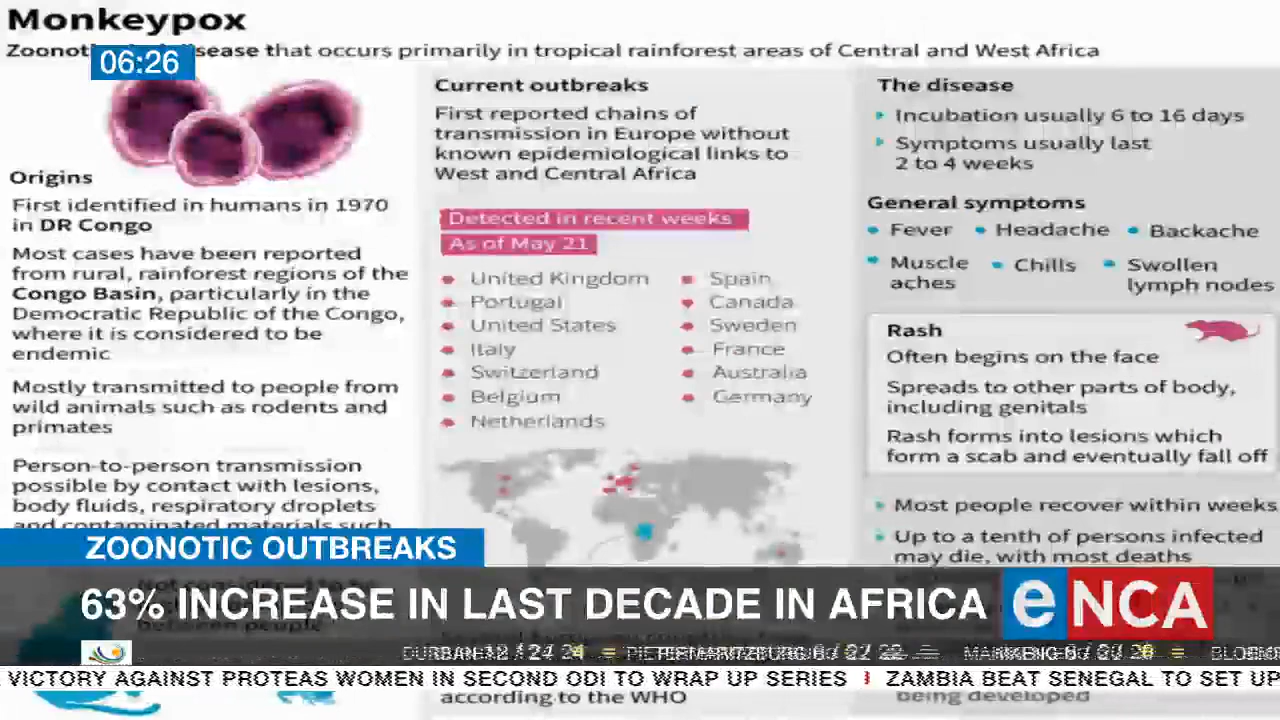 Monkeypox
Zoonot disease that occurs primarily in tropical rainforest areas of Central and West Africa
06:26
Origins
First identified in humans in 1970
in DR Congo
Most cases have been reported
from rural, rainforest regions of the
Congo Basin, particularly in the
Democratic Republic of the Congo,
where it is considered to be
endemic
Mostly transmitted to people from
wild animals such as rodents and
primates
Person-to-person transmission
possible by contact with lesions,
body fluids, respiratory droplets
and contaminated materials such
Current outbreaks
First reported chains of
transmission in Europe without
known epidemiological links to
West and Central Africa
Detected in recent weeks
As of May 21
United Kingdom
Portugal
United States
Italy
Switzerland
Belgium
Netherlands
Spain
Canada
Sweden
France
Australia
Germany
according to the WHO
The disease
Incubation usually 6 to 16 days
Symptoms usually last
2 to 4 weeks
General symptoms
Fever Headache Backache
Muscle aches
Chills
Swollen lymph nodes
Rash
Often begins on the face
Spreads to other parts of body,
including genitals
Rash forms into lesions which
form a scab and eventually fall off
Most people recover within weeks
Up to a tenth of persons infected
may die, with most deaths
being developed
ZOONOTIC OUTBREAKS
63% INCREASE IN LAST DECADE IN AFRICA
eNCA
VICTORY AGAINST PROTEAS WOMEN IN SECOND ODI TO WRAP UP SERIES ZAMBIA BEAT SENEGAL TO SET UP